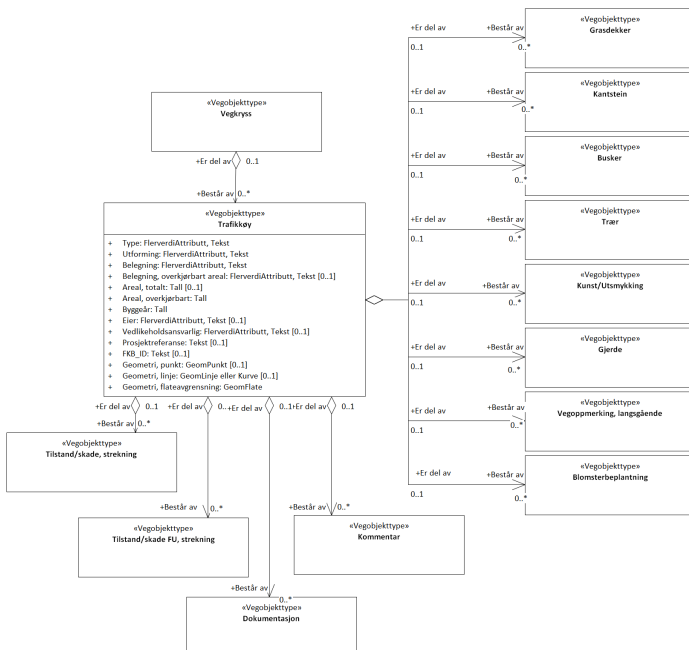 «Vegobjekttype»
Vegkryss
+Er del av 0..1
+Består av 0..*
«Vegobjekttype»
Trafikkøy
+ Type: FlerverdiAttributt, Tekst
+ Utforming: FlerverdiAttributt, Tekst
+ Belegning: FlerverdiAttributt, Tekst
+ Belegning, overkjørbart areal: FlerverdiAttributt, Tekst [0..1]
+ Areal, totalt: Tall [0..1]
+ Areal, overkjørbart: Tall
+ Byggeår: Tall
+ Eier: FlerverdiAttributt, Tekst [0..1]
+ Vedlikeholdsansvarlig: FlerverdiAttributt, Tekst [0..1]
+ Prosjektreferanse: Tekst [0..1]
+ FKB_ID: Tekst [0..1]
+ Geometri, punkt: GeomPunkt [0..1]
+ Geometri, linje: GeomLinje eller Kurve [0..1]
+ Geometri, flateavgrensning: GeomFlate
+Er del av 0..1
+Består av 0..*
«Vegobjekttype»
Tilstand/skade, strekning
+Er del av 0..
+Består av 0..*
«Vegobjekttype»
Tilstand/skade FU, strekning
+Er del av 0..1
+Består av
0..*
«Vegobjekttype»
Dokumentasjon
+Er del av 0..1
+Består av 0..*
«Vegobjekttype»
Kommentar
+Er del av +Består av
0..1 0..*
«Vegobjekttype»
Grasdekker
+Er del av +Består av
0..1 0..*
«Vegobjekttype»
Kantstein
+Er del av +Består av
0..1 0..*
«Vegobjekttype»
Busker
+Er del av +Består av
0..1 0..*
«Vegobjekttype»
Trær
+Er del av +Består av
0..1 0..*
«Vegobjekttype»
Kunst/Utsmykking
+Er del av +Består av
0..1 0..*
«Vegobjekttype»
Gjerde
+Er del av +Består av
0..1 0..*
«Vegobjekttype»
Vegoppmerking, langsgående
+Er del av +Består av
0..1 0..*
«Vegobjekttype»
Blomsterbeplantning